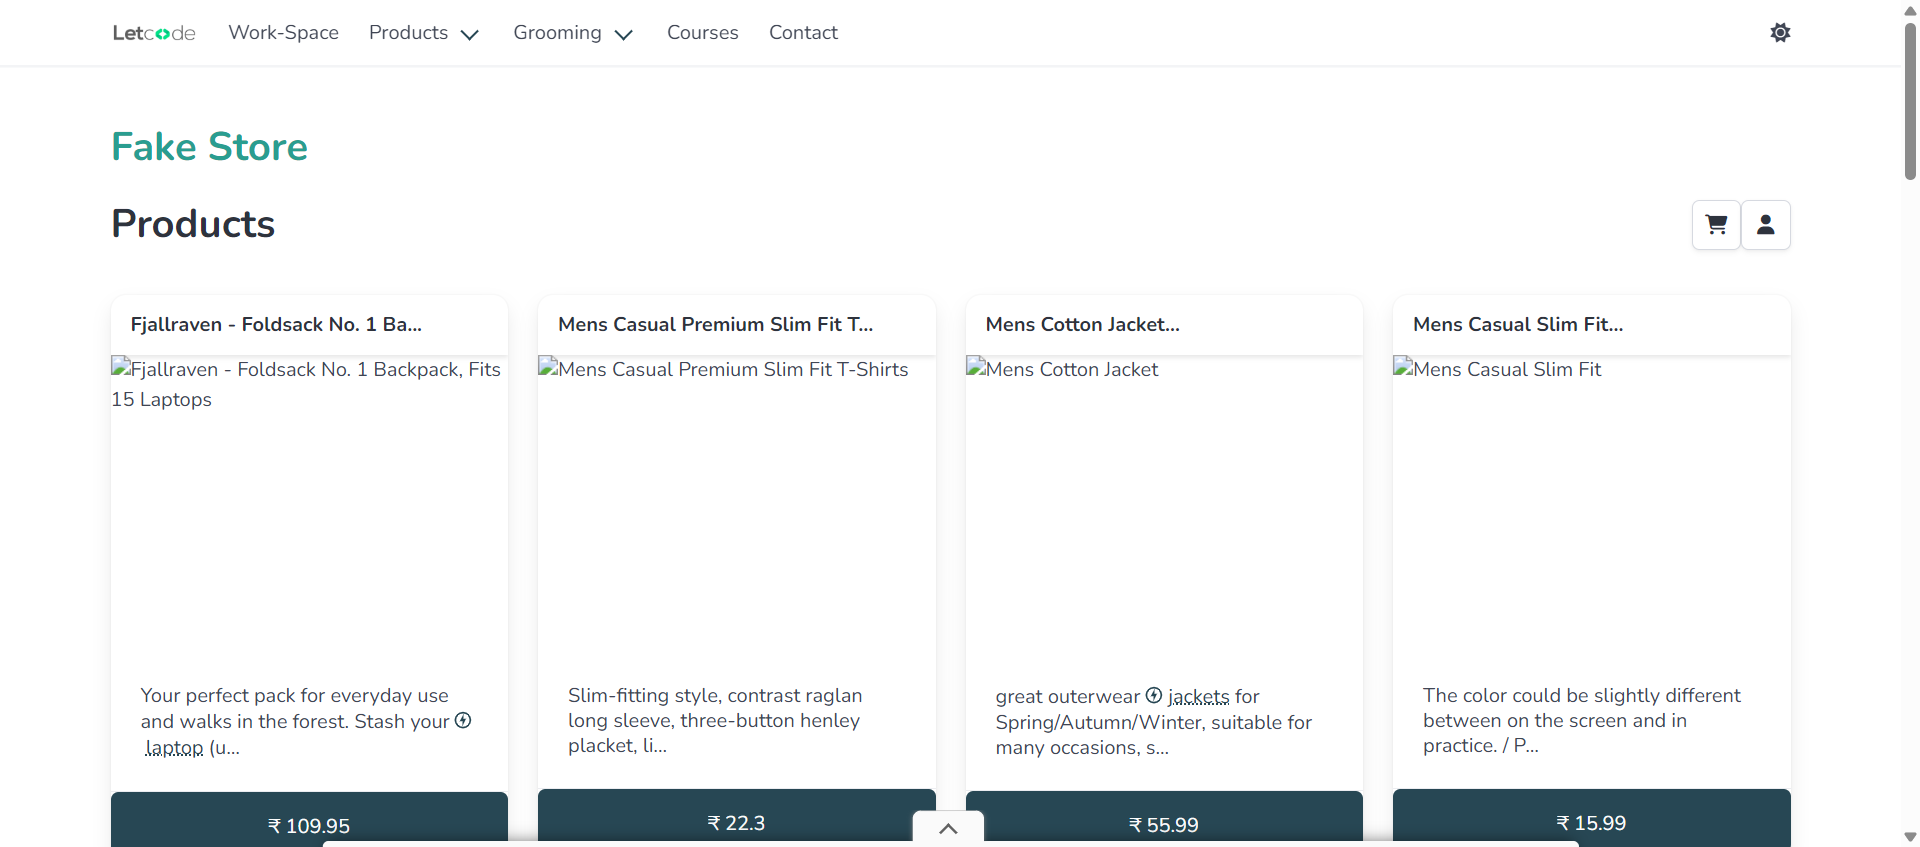 Letcode Work-Space Products Grooming Courses Contact
Fake Store
Products
Fjallraven - Foldsack No. 1 Ba...
Fjallraven - Foldsack No. 1 Backpack, Fits
15 Laptops
Your perfect pack for everyday use
and walks in the forest. Stash your
laptop (u...
₹ 109.95
Mens Casual Premium Slim Fit T...
Mens Casual Premium Slim Fit T-Shirts
Slim-fitting style, contrast raglan
long sleeve, three-button henley
placket, li...
₹ 22.3
Mens Cotton Jacket...
Mens Cotton Jacket
great outerwear jackets for
Spring/Autumn/Winter, suitable for
many occasions, s...
₹ 55.99
Mens Casual Slim Fit...
Mens Casual Slim Fit
The color could be slightly different
between on the screen and in
practice. / P...
₹ 15.99